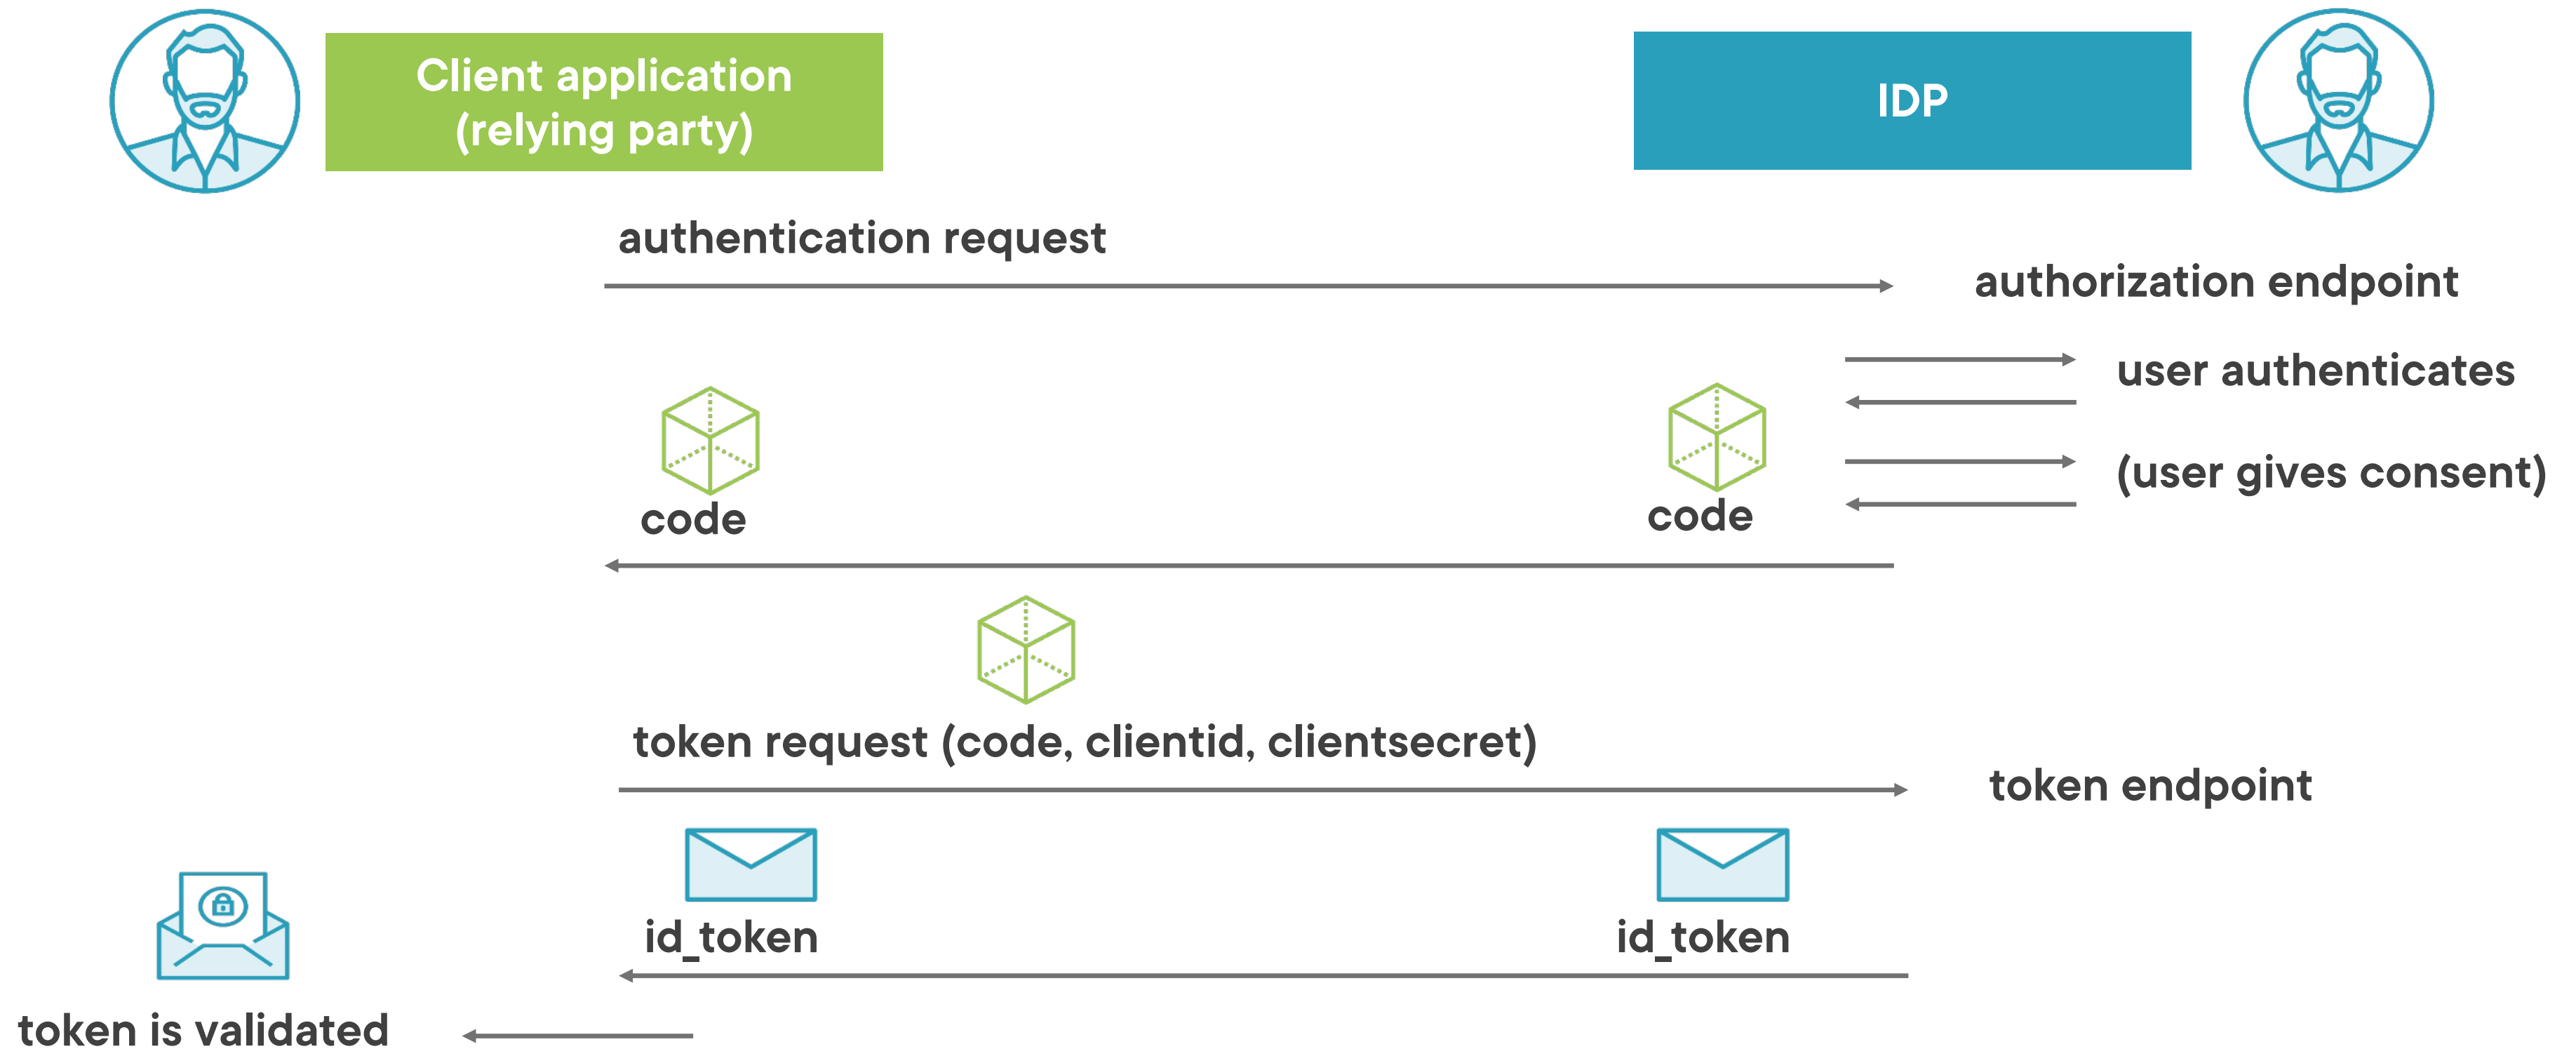 Client application
(relying party)
IDP
authentication request
authorization endpoint
user authenticates
(user gives consent)
code
code
token request (code, clientid, clientsecret)
token endpoint
id_token
id_token
token is validated